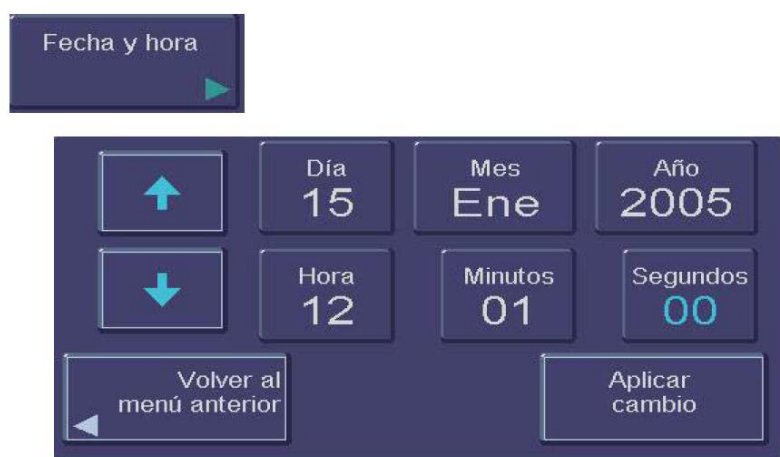 Fecha y hora
Día
15
Mes
Ene
Año
2005
Hora
12
Minutos
01
Segundos
00
Volver al
menú anterior
Aplicar
cambio